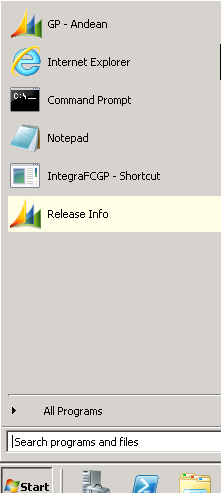 GP - Andean
Internet Explorer
C:\
Command Prompt
Notepad
IntegraFCGP - Shortcut
Release Info
All Programs
Search programs and files
Start